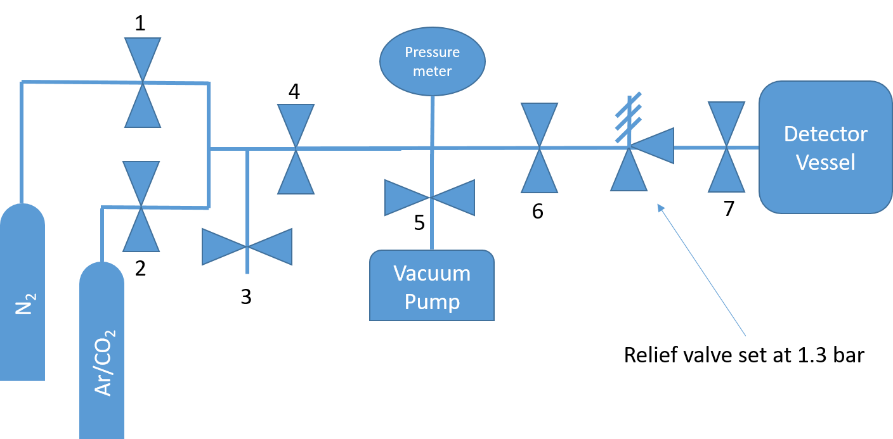 1
Pressure
meter
4
Detector
Vessel
5
6
7
2
N₂
Vacuum
Pump
3
Ar/CO₂
Relief valve set at 1.3 bar